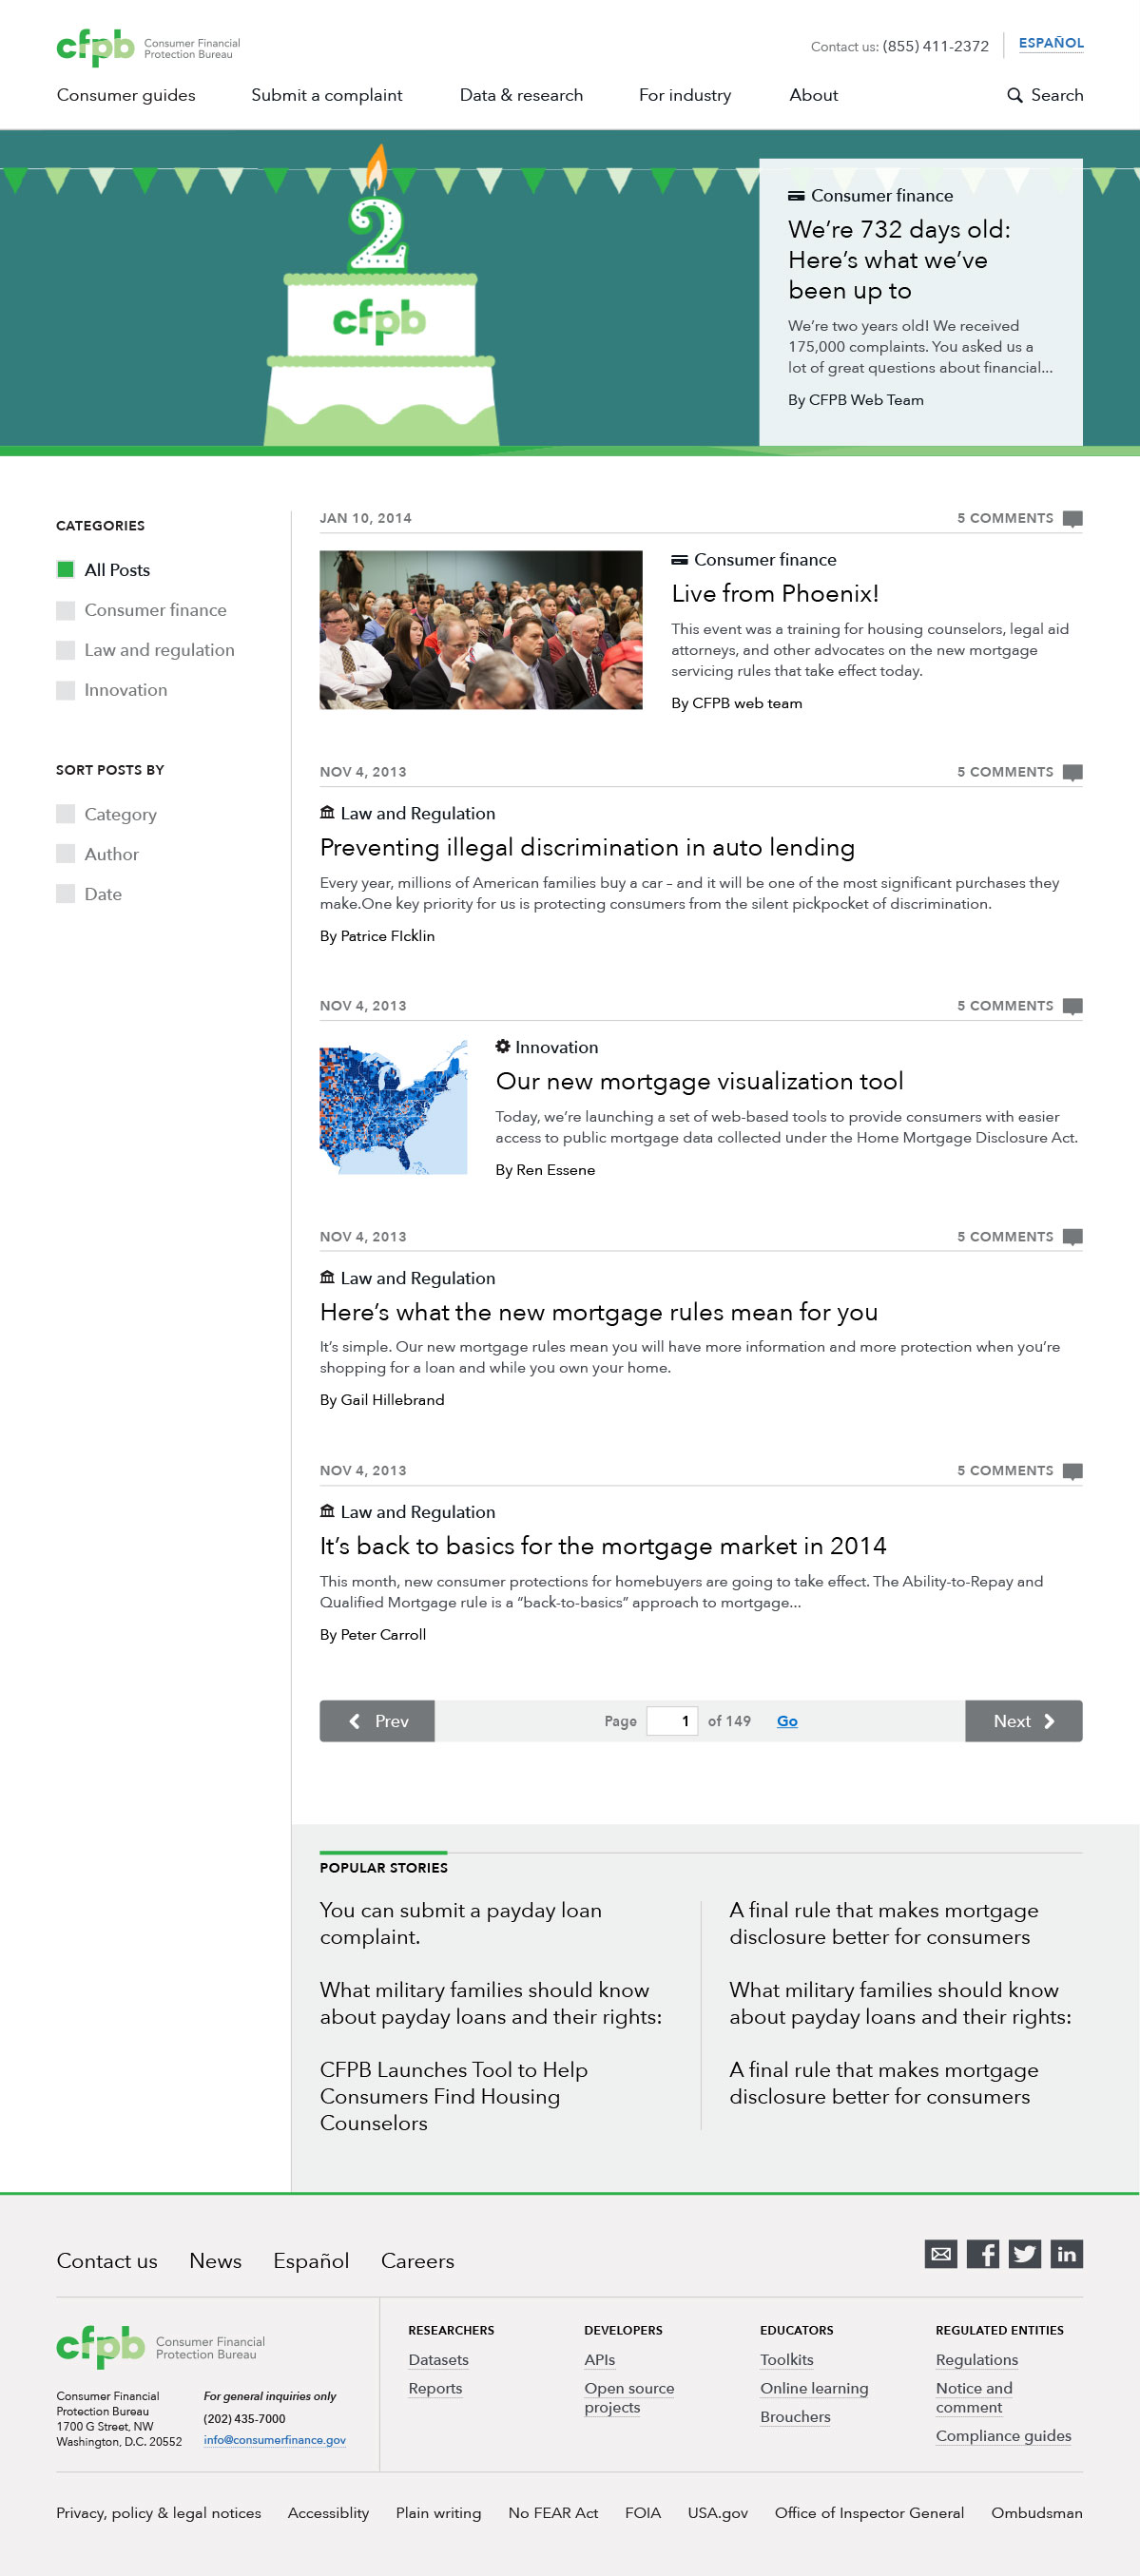 cfpb Consumer Financial
Protection Bureau
Contact us: (855) 411-2372
ESPAÑOL
Consumer guides
Submit a complaint
Data & research
For industry
About
Search
2
cfpb
Consumer finance
We’re 732 days old:
Here’s what we’ve
been up to
We’re two years old! We received
175,000 complaints. You asked us a
lot of great questions about financial...
By CFPB Web Team
CATEGORIES
All Posts
Consumer finance
Law and regulation
Innovation
SORT POSTS BY
Category
Author
Date
JAN 10, 2014
5 COMMENTS
Consumer finance
Live from Phoenix!
This event was a training for housing counselors, legal aid
attorneys, and other advocates on the new mortgage
servicing rules that take effect today.
By CFPB web team
NOV 4, 2013
5 COMMENTS
Law and Regulation
Preventing illegal discrimination in auto lending
Every year, millions of American families buy a car – and it will be one of the most significant purchases they
make.One key priority for us is protecting consumers from the silent pickpocket of discrimination.
By Patrice FIcklin
NOV 4, 2013
5 COMMENTS
Innovation
Our new mortgage visualization tool
Today, we’re launching a set of web-based tools to provide consumers with easier
access to public mortgage data collected under the Home Mortgage Disclosure Act.
By Ren Essene
NOV 4, 2013
5 COMMENTS
Law and Regulation
Here’s what the new mortgage rules mean for you
It’s simple. Our new mortgage rules mean you will have more information and more protection when you’re
shopping for a loan and while you own your home.
By Gail Hillebrand
NOV 4, 2013
5 COMMENTS
Law and Regulation
It’s back to basics for the mortgage market in 2014
This month, new consumer protections for homebuyers are going to take effect. The Ability-to-Repay and
Qualified Mortgage rule is a “back-to-basics” approach to mortgage...
By Peter Carroll
Prev
Page 1 of 149 Go
Next
POPULAR STORIES
You can submit a payday loan
complaint.
What military families should know
about payday loans and their rights:
CFPB Launches Tool to Help
Consumers Find Housing
Counselors
A final rule that makes mortgage
disclosure better for consumers
What military families should know
about payday loans and their rights:
A final rule that makes mortgage
disclosure better for consumers
Contact us
News
Español
Careers
cfpb Consumer Financial
Protection Bureau
Consumer Financial
Protection Bureau
1700 G Street, NW
Washington, D.C. 20552
For general inquiries only
(202) 435-7000
info@consumerfinance.gov
RESEARCHERS
Datasets
Reports
DEVELOPERS
APIs
Open source
projects
EDUCATORS
Toolkits
Online learning
Brouchers
REGULATED ENTITIES
Regulations
Notice and
comment
Compliance guides
Privacy, policy & legal notices
Accessiblity
Plain writing
No FEAR Act
FOIA
USA.gov
Office of Inspector General
Ombudsman